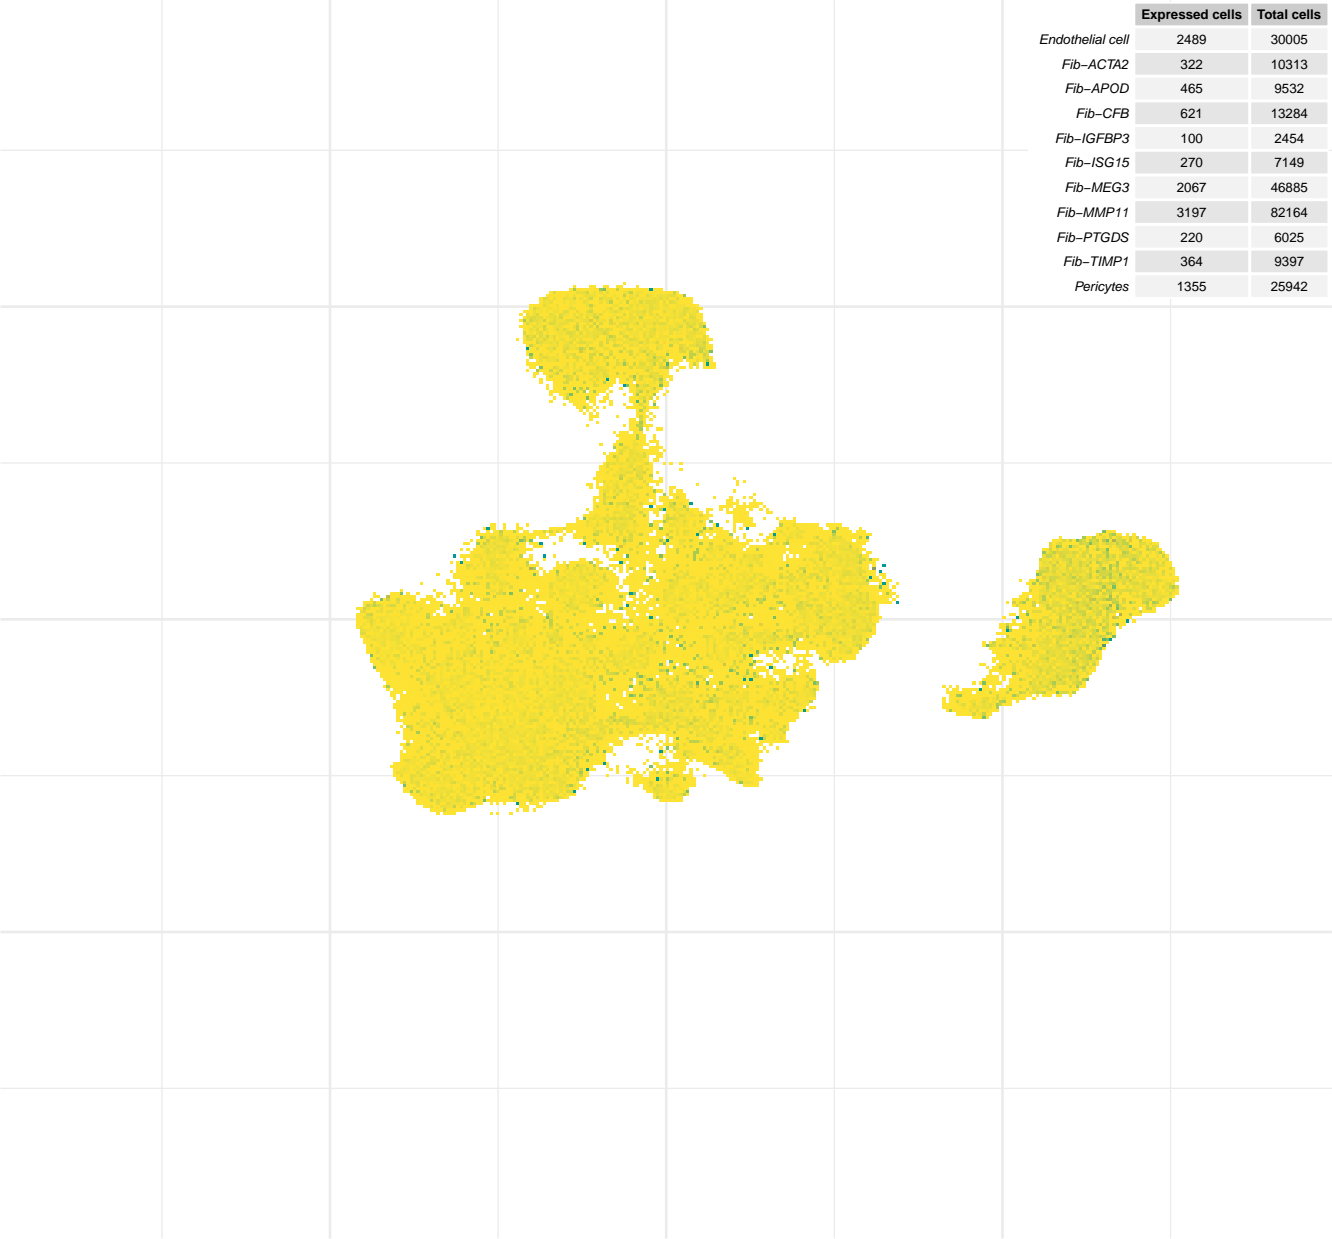 Expressed cells Total cells
Endothelial cell 2489 30005
Fib−ACTA2 322 10313
Fib−APOD 465 9532
Fib−CFB 621 13284
Fib−IGFBP3 100 2454
Fib−ISG15 270 7149
Fib−MEG3 2067 46885
Fib−MMP11 3197 82164
Fib−PTGDS 220 6025
Fib−TIMP1 364 9397
Pericytes 1355 25942